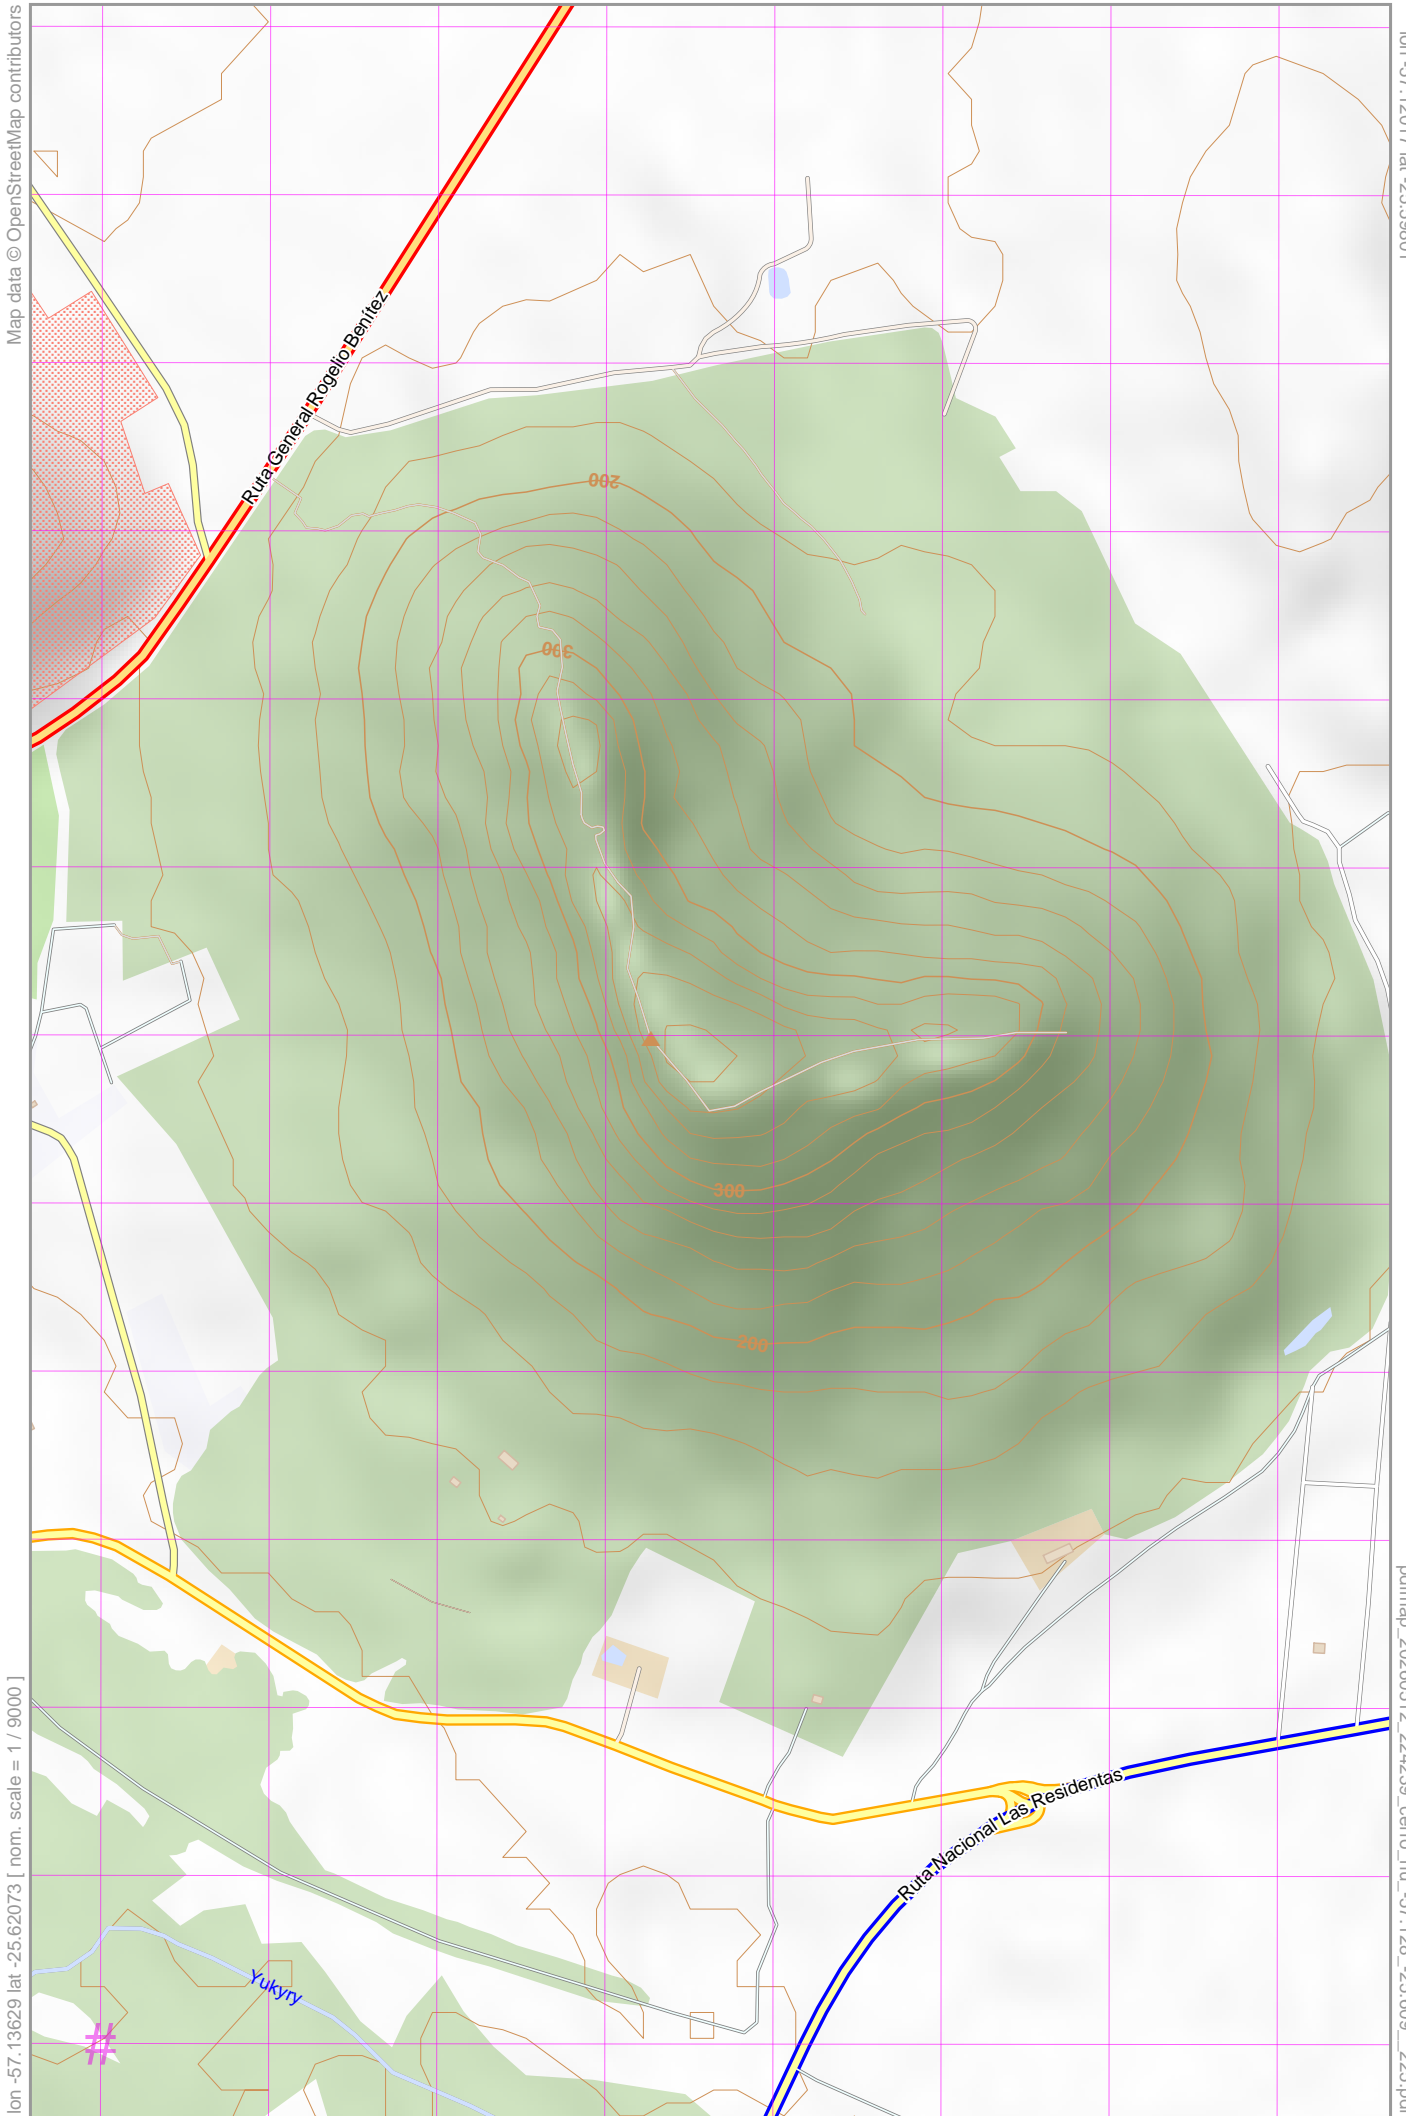 Map data © OpenStreetMap contributors
Ruta General Rogelio Benítez
200
300
300
200
Ruta Nacional Las Residentas
Yukyry
#
lon -57.13629 lat -25.62073 [ nom. scale = 1 / 9000 ]